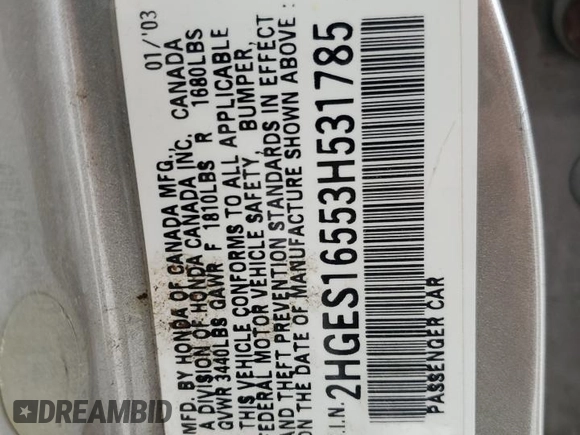 MFD. BY HONDA OF CANADA MFG., 01/'03
A DIVISION OF HONDA CANADA INC. CANADA
GVWR 3440LBS GAWR F 1810LBS R 1680LBS
THIS VEHICLE CONFORMS TO ALL APPLICABLE
FEDERAL MOTOR VEHICLE SAFETY, BUMPER,
AND THEFT PREVENTION STANDARDS IN EFFECT
ON THE DATE OF MANUFACTURE SHOWN ABOVE:
.I.N. 2HGES16553H531785
PASSENGER CAR
DREAMBID